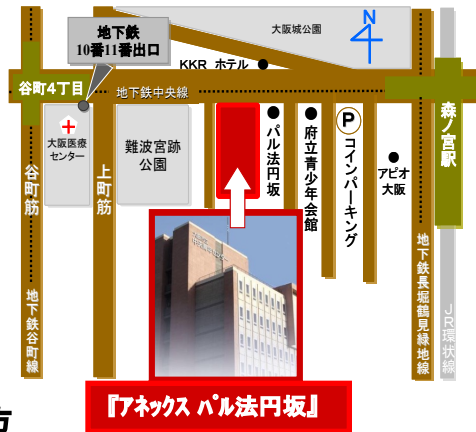 地下鉄
10番11番出口
大阪城公園
N
KKR ホテル
谷町4丁目
地下鉄中央線
森ノ宮駅
大阪医療
センター
難波宮跡
公園
パル法円坂
府立青少年会館
P
コインパーキング
アピオ
大阪
谷町筋
上町筋
地下鉄谷町線
地下鉄長堀鶴見緑地線
JR環状線
『アネックス パル法円坂』